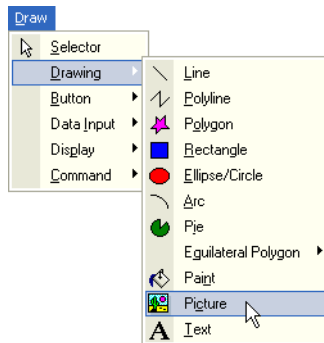 Draw
Selector
Drawing
Button
Data Input
Display
Command
Line
Polyline
Polygon
Rectangle
Ellipse/Circle
Arc
Pie
Equilateral Polygon
Paint
Picture
A Text